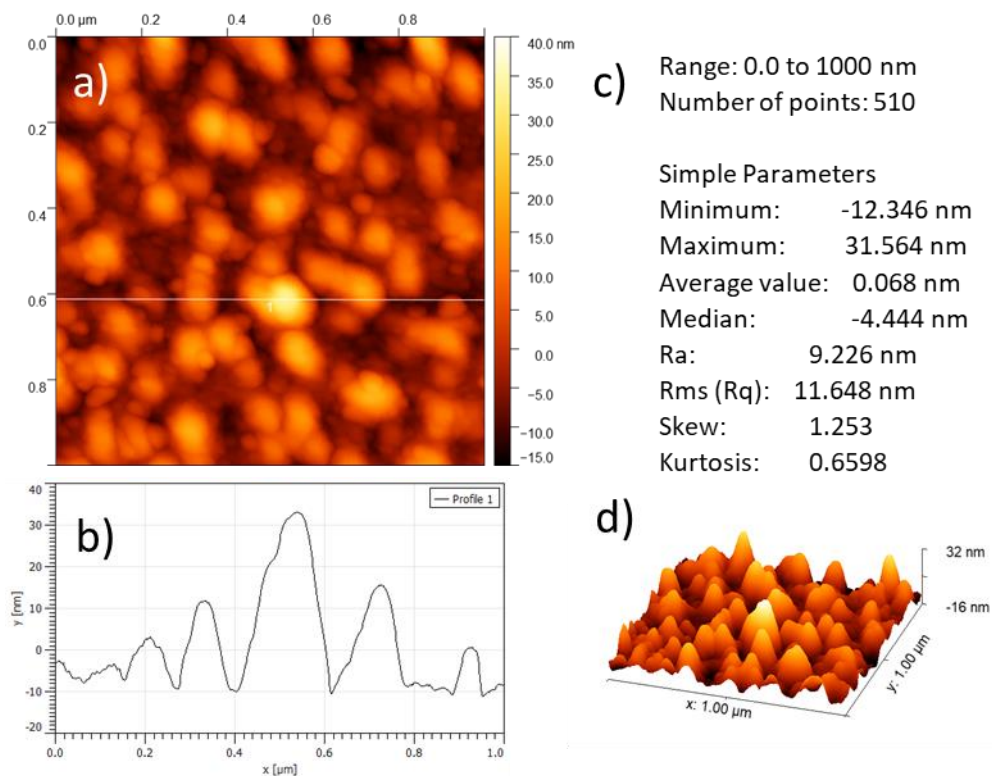 0.0 µm 0.2 0.4 0.6 0.8
a)
0.0
0.2
0.4
0.6
0.8
1
40.0 nm
35.0
30.0
25.0
20.0
15.0
10.0
5.0
0.0
−5.0
−10.0
−15.0
c)
Range: 0.0 to 1000 nm
Number of points: 510
Simple Parameters
Minimum: -12.346 nm
Maximum: 31.564 nm
Average value: 0.068 nm
Median: -4.444 nm
Ra: 9.226 nm
Rms (Rq): 11.648 nm
Skew: 1.253
Kurtosis: 0.6598
b)
Profile 1
40
30
20
10
0
-10
-20
y [nm]
0.0 0.2 0.4 0.6 0.8 1.0
x [µm]
d)
32 nm
-16 nm
x: 1.00 µm
y: 1.00 µm